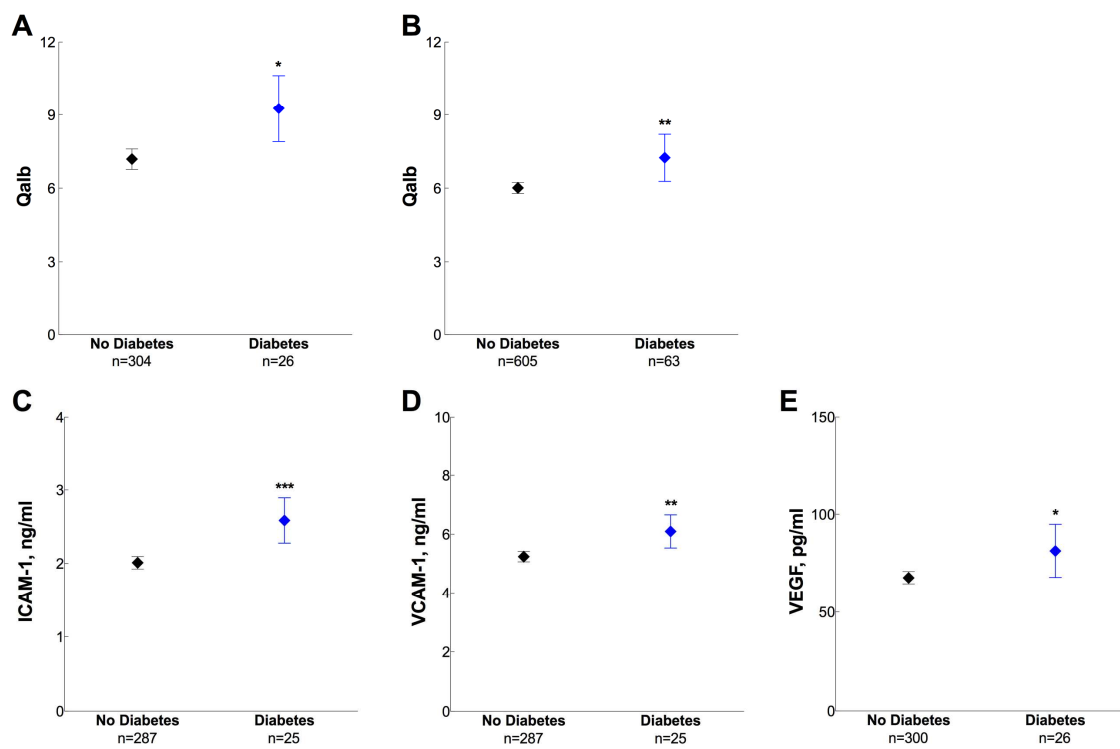 A
12
9
6
3
0
Qalb
*
No Diabetes
n=304
Diabetes
n=26
B
12
9
6
3
0
Qalb
**
No Diabetes
n=605
Diabetes
n=63
C
4
3
2
1
0
ICAM-1, ng/ml
***
No Diabetes
n=287
Diabetes
n=25
D
10
8
6
4
2
0
VCAM-1, ng/ml
**
No Diabetes
n=287
Diabetes
n=25
E
150
100
50
0
VEGF, pg/ml
*
No Diabetes
n=300
Diabetes
n=26